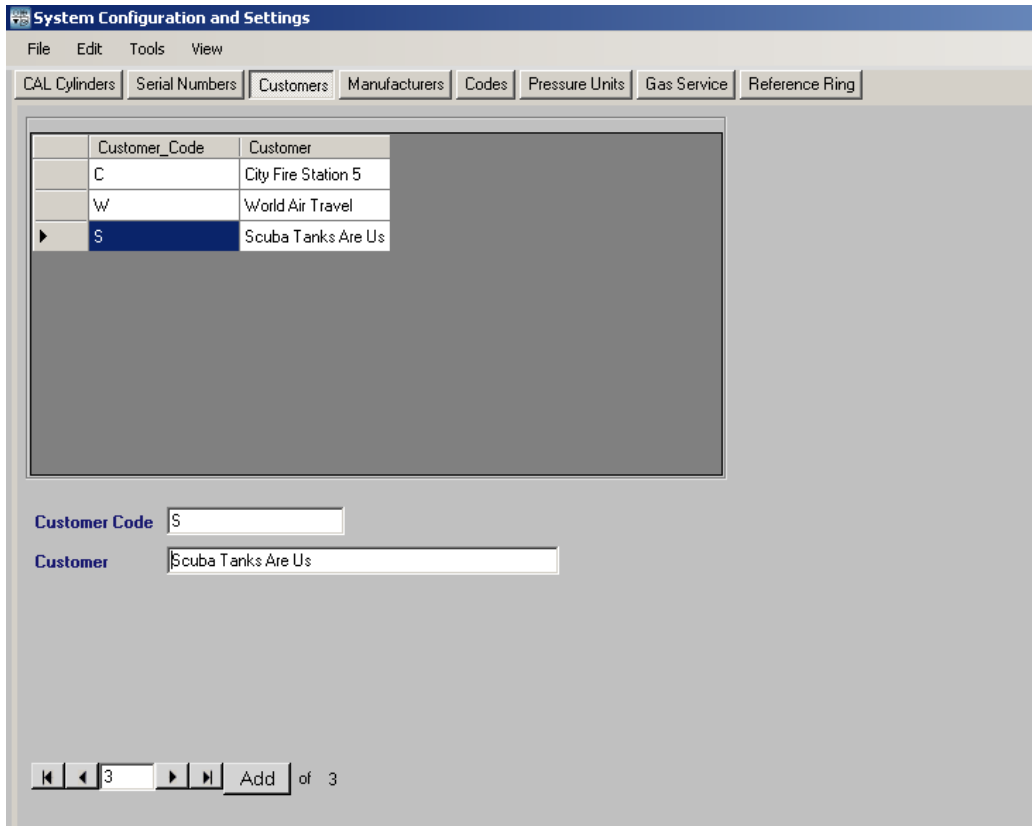 System Configuration and Settings
File Edit Tools View
CAL Cylinders Serial Numbers Customers Manufacturers Codes Pressure Units Gas Service Reference Ring
Customer_Code Customer
C City Fire Station 5
W World Air Travel
S Scuba Tanks Are Us
Customer Code S
Customer Scuba Tanks Are Us
3 Add of 3